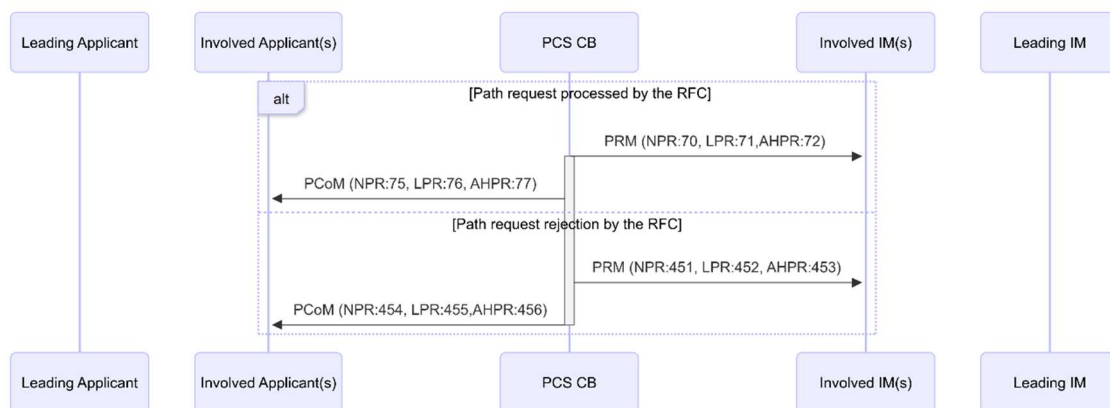 Leading Applicant
Involved Applicant(s)
PCS CB
Involved IM(s)
Leading IM
alt
[Path request processed by the RFC]
PRM (NPR:70, LPR:71,AHPR:72)
PCoM (NPR:75, LPR:76, AHPR:77)
[Path request rejection by the RFC]
PRM (NPR:451, LPR:452, AHPR:453)
PCoM (NPR:454, LPR:455,AHPR:456)
Leading Applicant
Involved Applicant(s)
PCS CB
Involved IM(s)
Leading IM